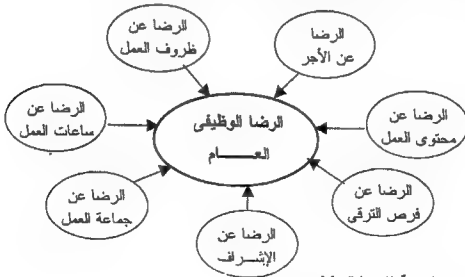 الرضا عن
ظروف العمل
الرضا
عن الأجر
الرضا عن
ساعات العمل
الرضا الوظيفى
العـــــام
الرضا عن
محتوى العمل
الرضا عن
جماعة العمل
الرضا عن
الإشــراف
الرضا عن
فرص الترقى